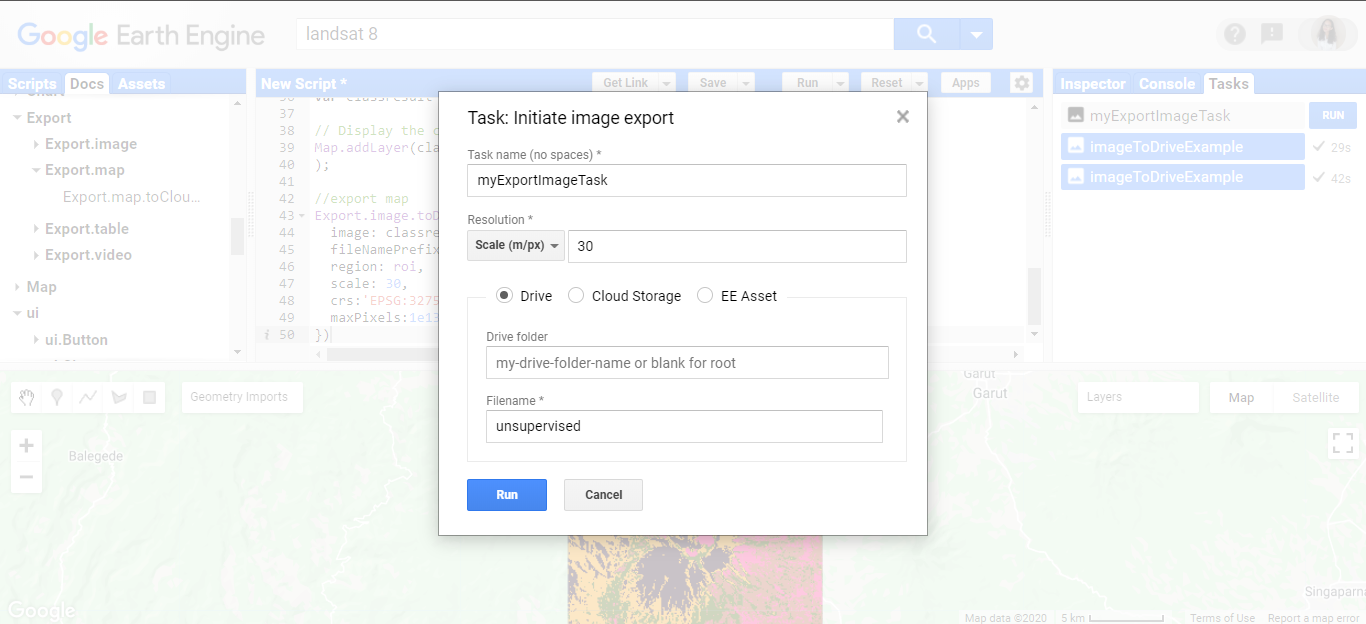 Google Earth Engine
landsat 8
Scripts Docs Assets
Export
Export.image
Export.map
Export.map.toClou...
Export.table
Export.video
Map
ui
ui.Button
New Script *
Get Link
Save
Run
Reset
Apps
37
38 // Display the
39 Map.addLayer(cla
40 );
41
42 //export map
43 Export.image.to
44 image: classre
45 fileNamePrefix
46 region: roi,
47 scale: 30,
48 crs:'EPSG:3275
49 maxPixels:1e13
50 })
Inspector Console Tasks
myExportImageTask RUN
imageToDriveExample 29s
imageToDriveExample 42s
Task: Initiate image export
Task name (no spaces) *
myExportImageTask
Resolution *
Scale (m/px) 30
Drive Cloud Storage EE Asset
Drive folder
my-drive-folder-name or blank for root
Filename *
unsupervised
Run Cancel
Geometry Imports
Balegede
Garut
Garut
Layers
Map Satellite
Singaparn
Google
Map data ©2020 5 km Terms of Use Report a map error